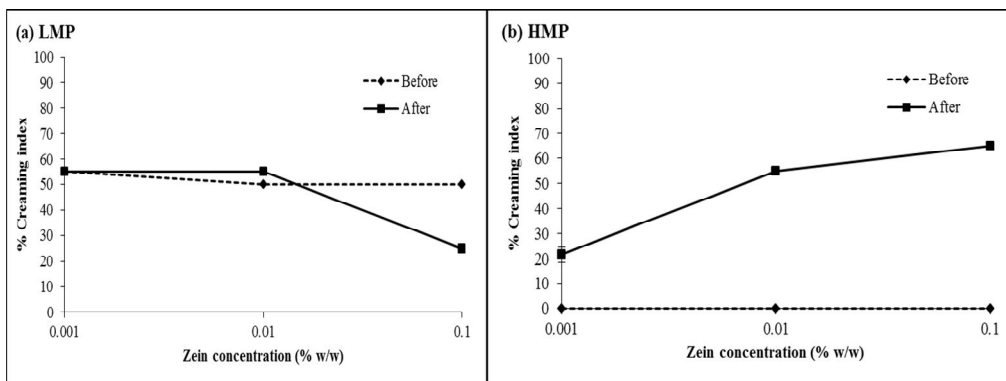 (a) LMP
100
90
80
70
60
50
40
30
20
10
0
% Creaming index
Before
After
0.001
0.01
0.1
Zein concentration (% w/w)
(b) HMP
100
90
80
70
60
50
40
30
20
10
0
% Creaming index
Before
After
0.001
0.01
0.1
Zein concentration (% w/w)